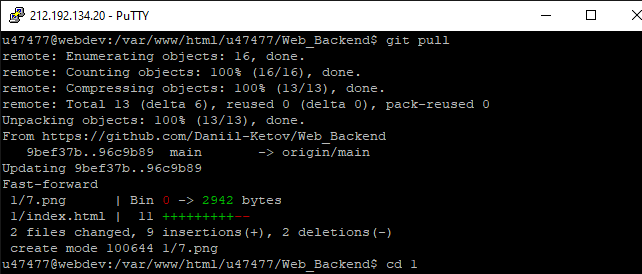 212.192.134.20 - PuTTY
u47477@webdev:/var/www/html/u47477/Web_Backend$ git pull
remote: Enumerating objects: 16, done.
remote: Counting objects: 100% (16/16), done.
remote: Compressing objects: 100% (13/13), done.
remote: Total 13 (delta 6), reused 0 (delta 0), pack-reused 0
Unpacking objects: 100% (13/13), done.
From https://github.com/Daniil-Ketov/Web_Backend
   9bef37b..96c9b89  main       -> origin/main
Updating 9bef37b..96c9b89
Fast-forward
 1/7.png      | Bin 0 -> 2942 bytes
 1/index.html |  11 +++++++++--
 2 files changed, 9 insertions(+), 2 deletions(-)
 create mode 100644 1/7.png
u47477@webdev:/var/www/html/u47477/Web_Backend$ cd 1